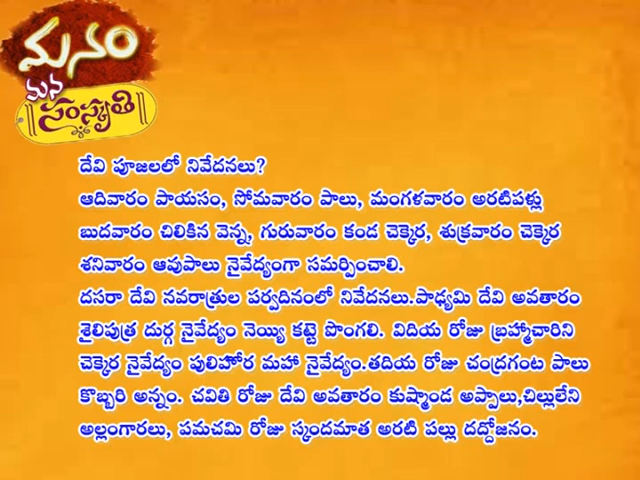 మనం
మన
సంస్కృతి
దేవి పూజలలో నివేదనలు?
ఆదివారం పాయసం, సోమవారం పాలు, మంగళవారం అరటిపళ్లు
బుదవారం చిలికిన వెన్న, గురువారం కండ చెక్కెర, శుక్రవారం చెక్కెర
శనివారం ఆవుపాలు నైవేద్యంగా సమర్పించాలి.
దసరా దేవి నవరాత్రుల పర్వదినంలో నివేదనలు.పాధ్యమి దేవి అవతారం
శైలిపుత్ర దుర్గ నైవేద్యం నెయ్యి కట్టె పొంగలి. విదియ రోజు బ్రహ్మాచారిని
చెక్కెర నైవేద్యం పులిహోర మహా నైవేద్యం.తదియ రోజు చంద్రగంట పాలు
కొబ్బరి అన్నం. చవితి రోజు దేవి అవతారం కుష్మాండ అప్పాలు,చిల్లులేని
అల్లంగారలు, పమచమి రోజు స్కందమాత అరటి పల్లు దద్దోజనం.